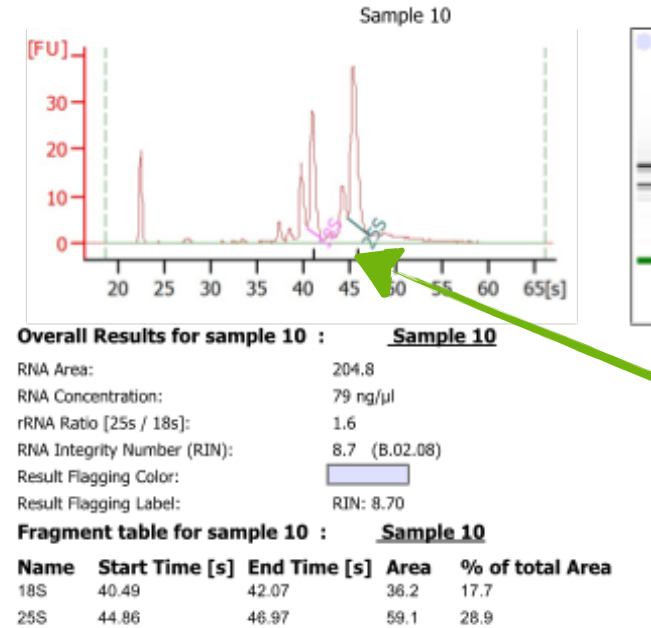 Sample 10
[FU]
30
20
10
0
18S
25S
20 25 30 35 40 45 50 55 60 65[s]
Overall Results for sample 10 : Sample 10
RNA Area: 204.8
RNA Concentration: 79 ng/µl
rRNA Ratio [25s / 18s]: 1.6
RNA Integrity Number (RIN): 8.7 (B.02.08)
Result Flagging Color:
Result Flagging Label: RIN: 8.70
Fragment table for sample 10 : Sample 10
Name Start Time [s] End Time [s] Area % of total Area
18S 40.49 42.07 36.2 17.7
25S 44.86 46.97 59.1 28.9